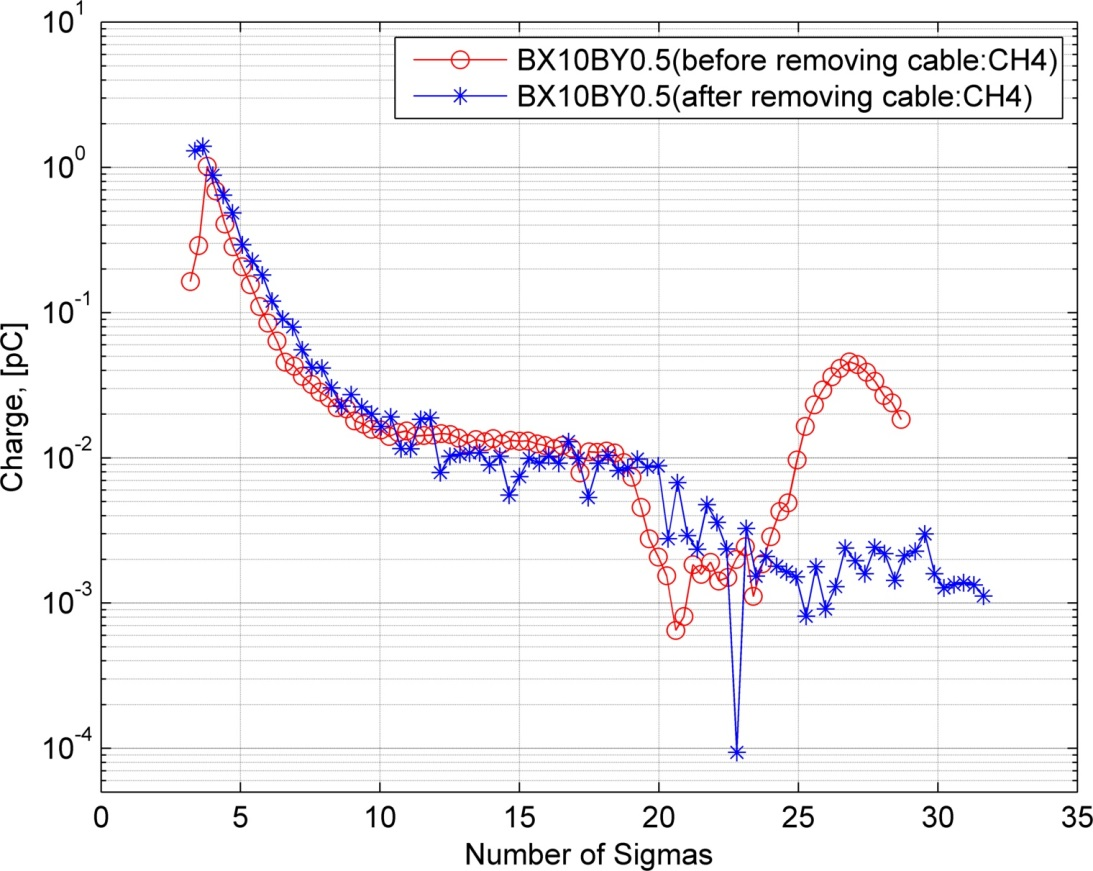 BX10BY0.5(before removing cable:CH4)
BX10BY0.5(after removing cable:CH4)
10^1
10^0
10^-1
10^-2
10^-3
10^-4
Charge, [pC]
0 5 10 15 20 25 30 35
Number of Sigmas